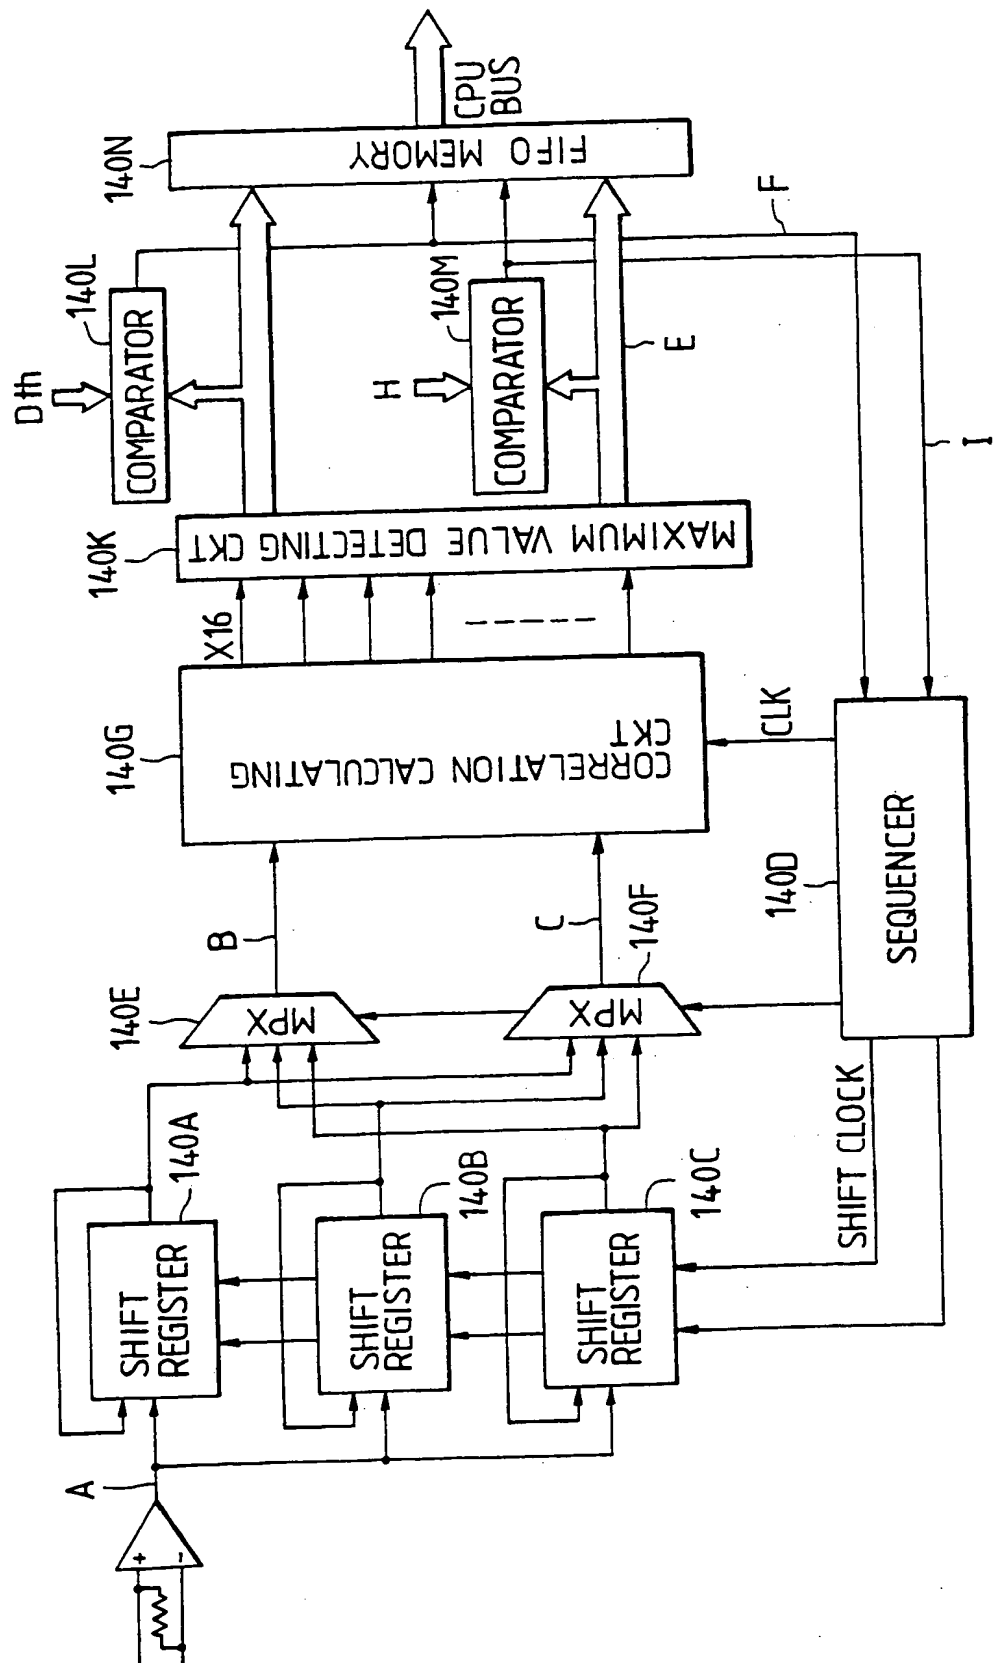 A
+
-
SHIFT
REGISTER
140A
SHIFT
REGISTER
140B
SHIFT
REGISTER
140C
SHIFT CLOCK
140E
MPX
B
MPX
140F
C
140D
SEQUENCER
CLK
140G
CORRELATION CALCULATING
CKT
X16
140K
MAXIMUM VALUE DETECTING CKT
Dth
COMPARATOR
140L
H
COMPARATOR
140M
E
F
I
140N
FIFO MEMORY
CPU
BUS